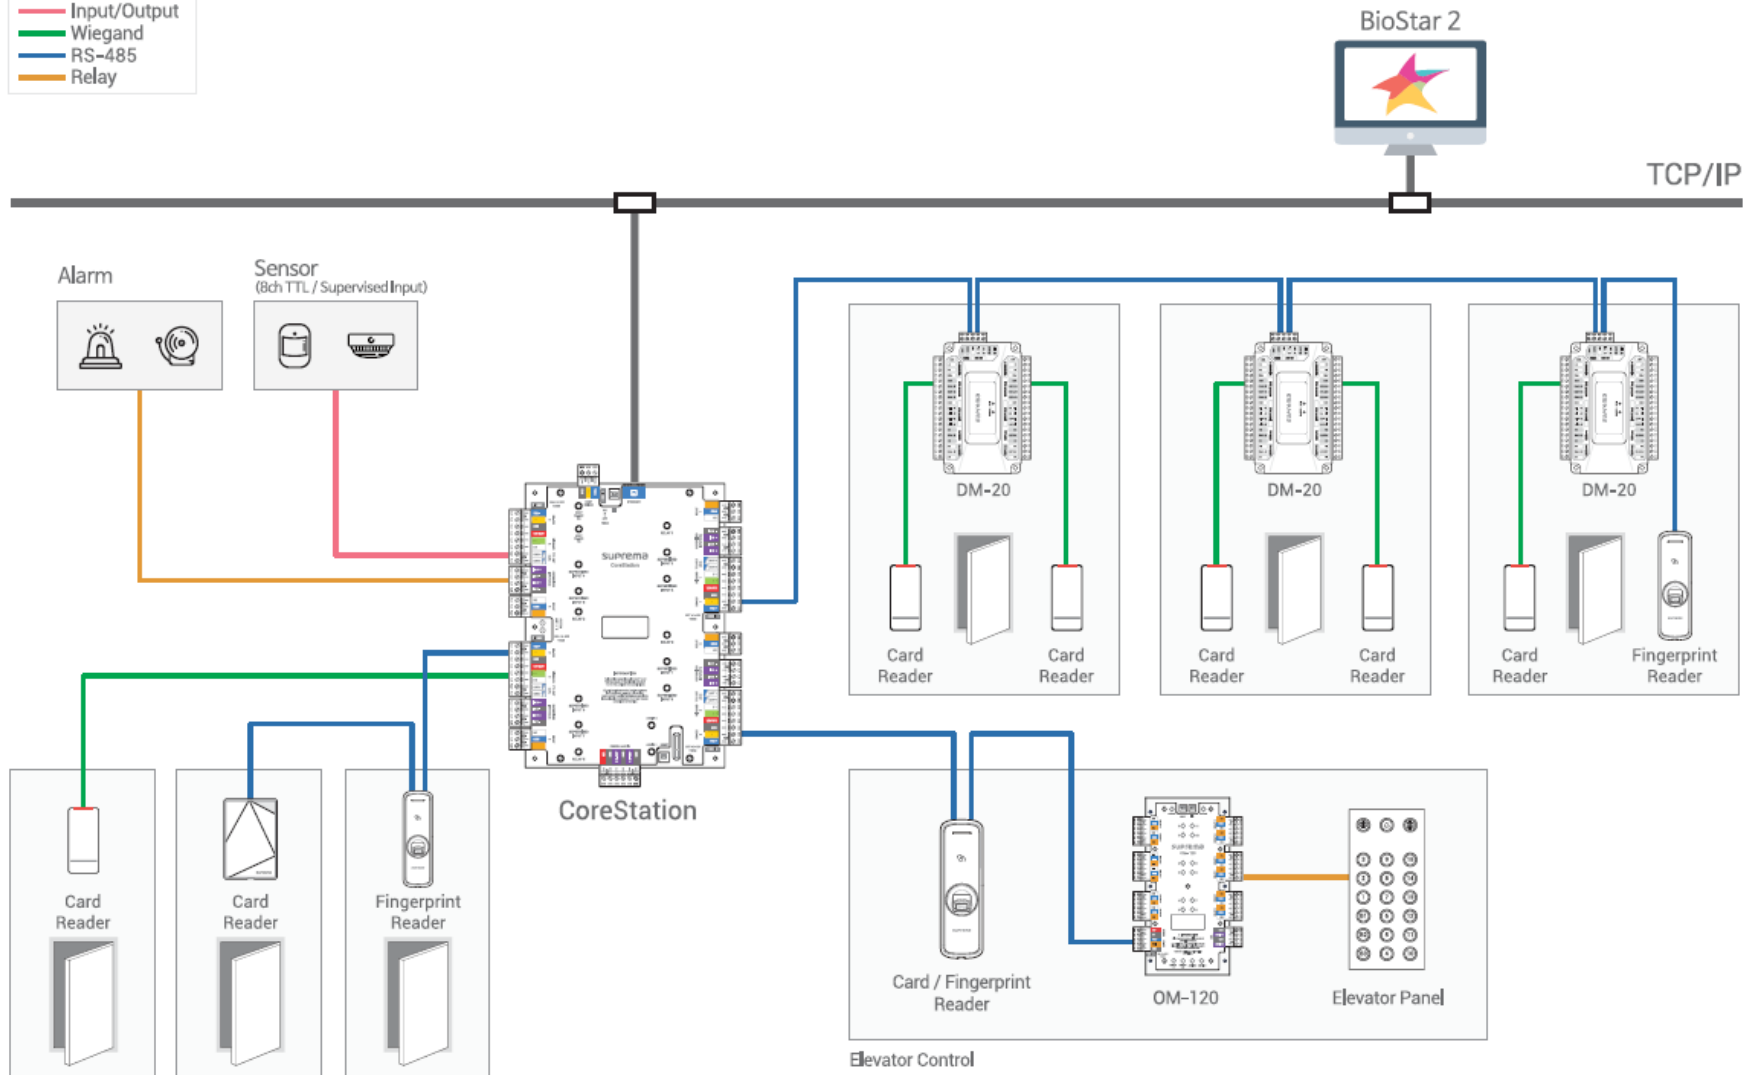 Input/Output
Wiegand
RS-485
Relay
BioStar 2
TCP/IP
Alarm
Sensor
(8ch TTL / Supervised Input)
DM-20
DM-20
DM-20
suprema
CoreStation
Card
Reader
Card
Reader
Card
Reader
Card
Reader
Card
Reader
Fingerprint
Reader
CoreStation
Card
Reader
Card
Reader
Fingerprint
Reader
Card / Fingerprint
Reader
OM-120
Elevator Panel
Elevator Control